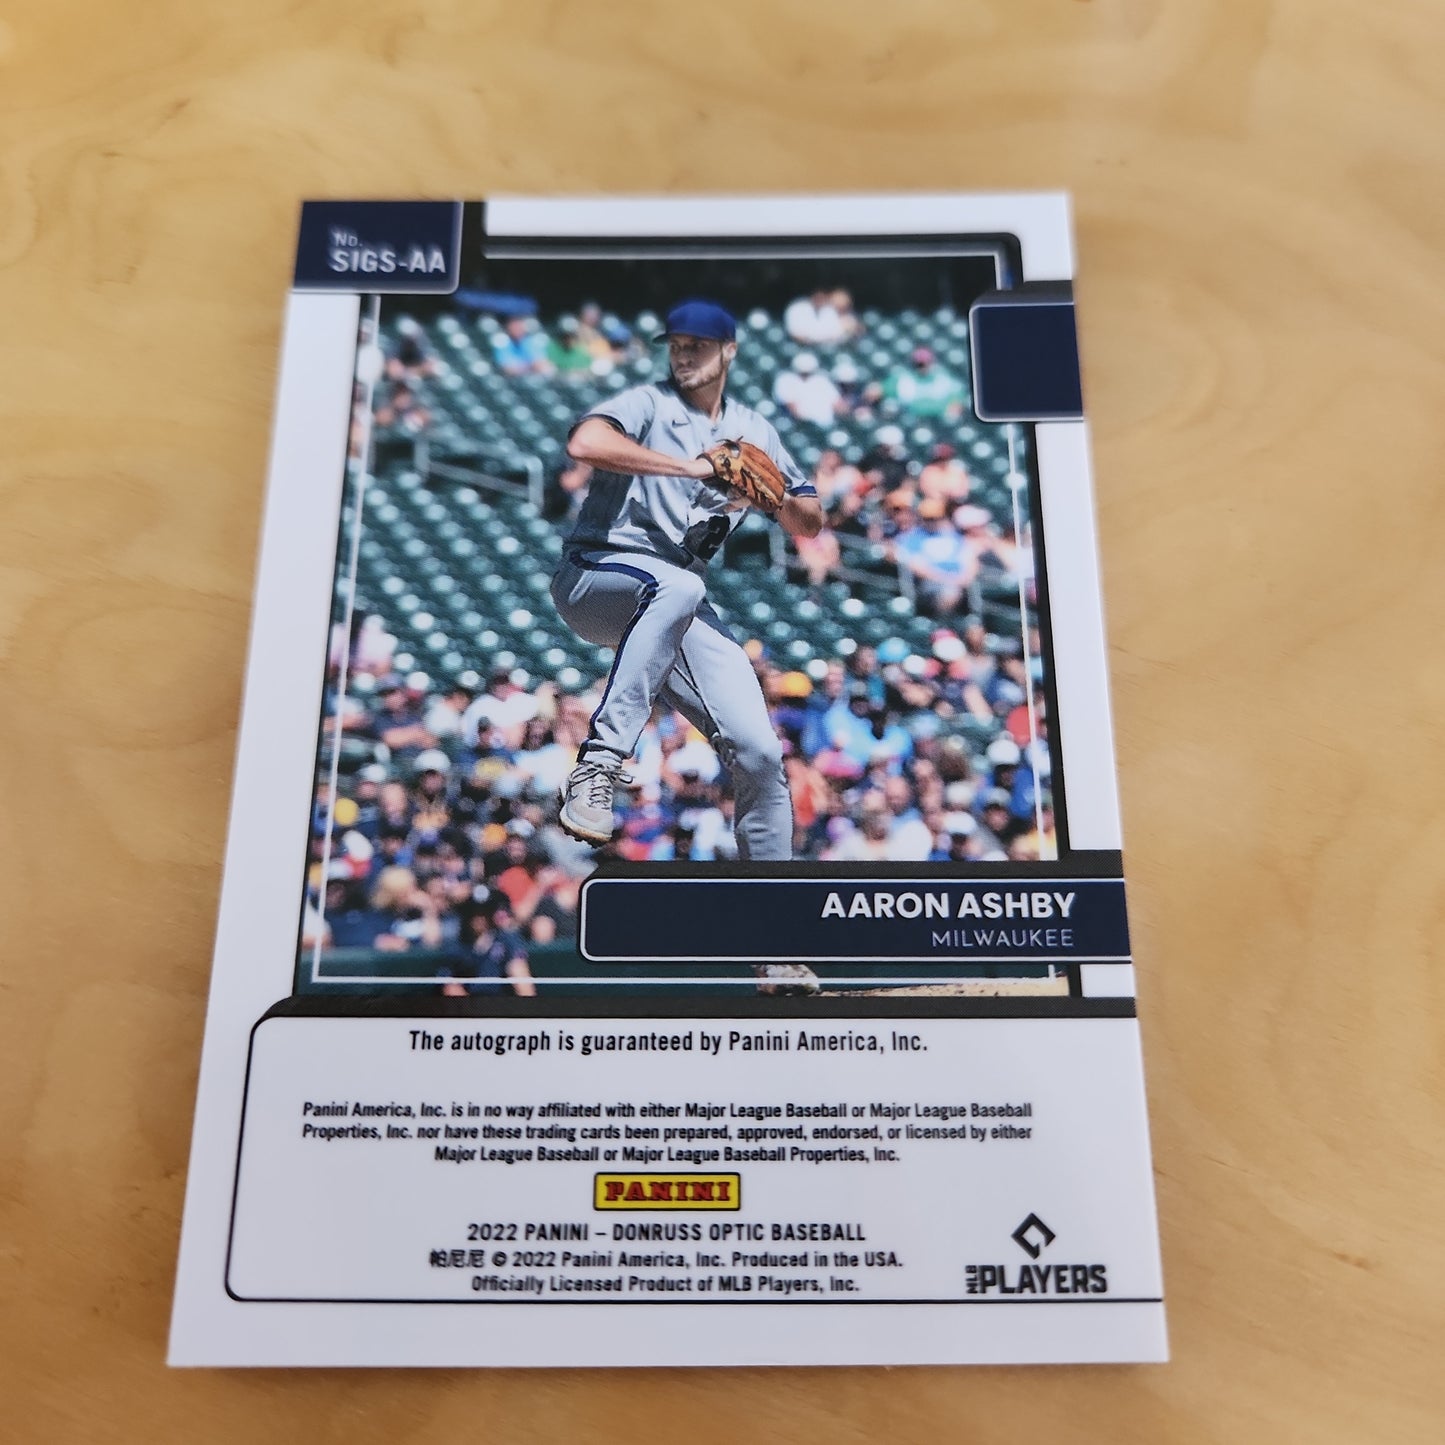 No.
SIGS-AA
AARON ASHBY
MILWAUKEE
The autograph is guaranteed by Panini America, Inc.
Panini America, Inc. is in no way affiliated with either Major League Baseball or Major League Baseball
Properties, Inc. nor have these trading cards been prepared, approved, endorsed, or licensed by either
Major League Baseball or Major League Baseball Properties, Inc.
PANINI
2022 PANINI – DONRUSS OPTIC BASEBALL
帕尼尼 © 2022 Panini America, Inc. Produced in the USA.
Officially Licensed Product of MLB Players, Inc.
MLB PLAYERS